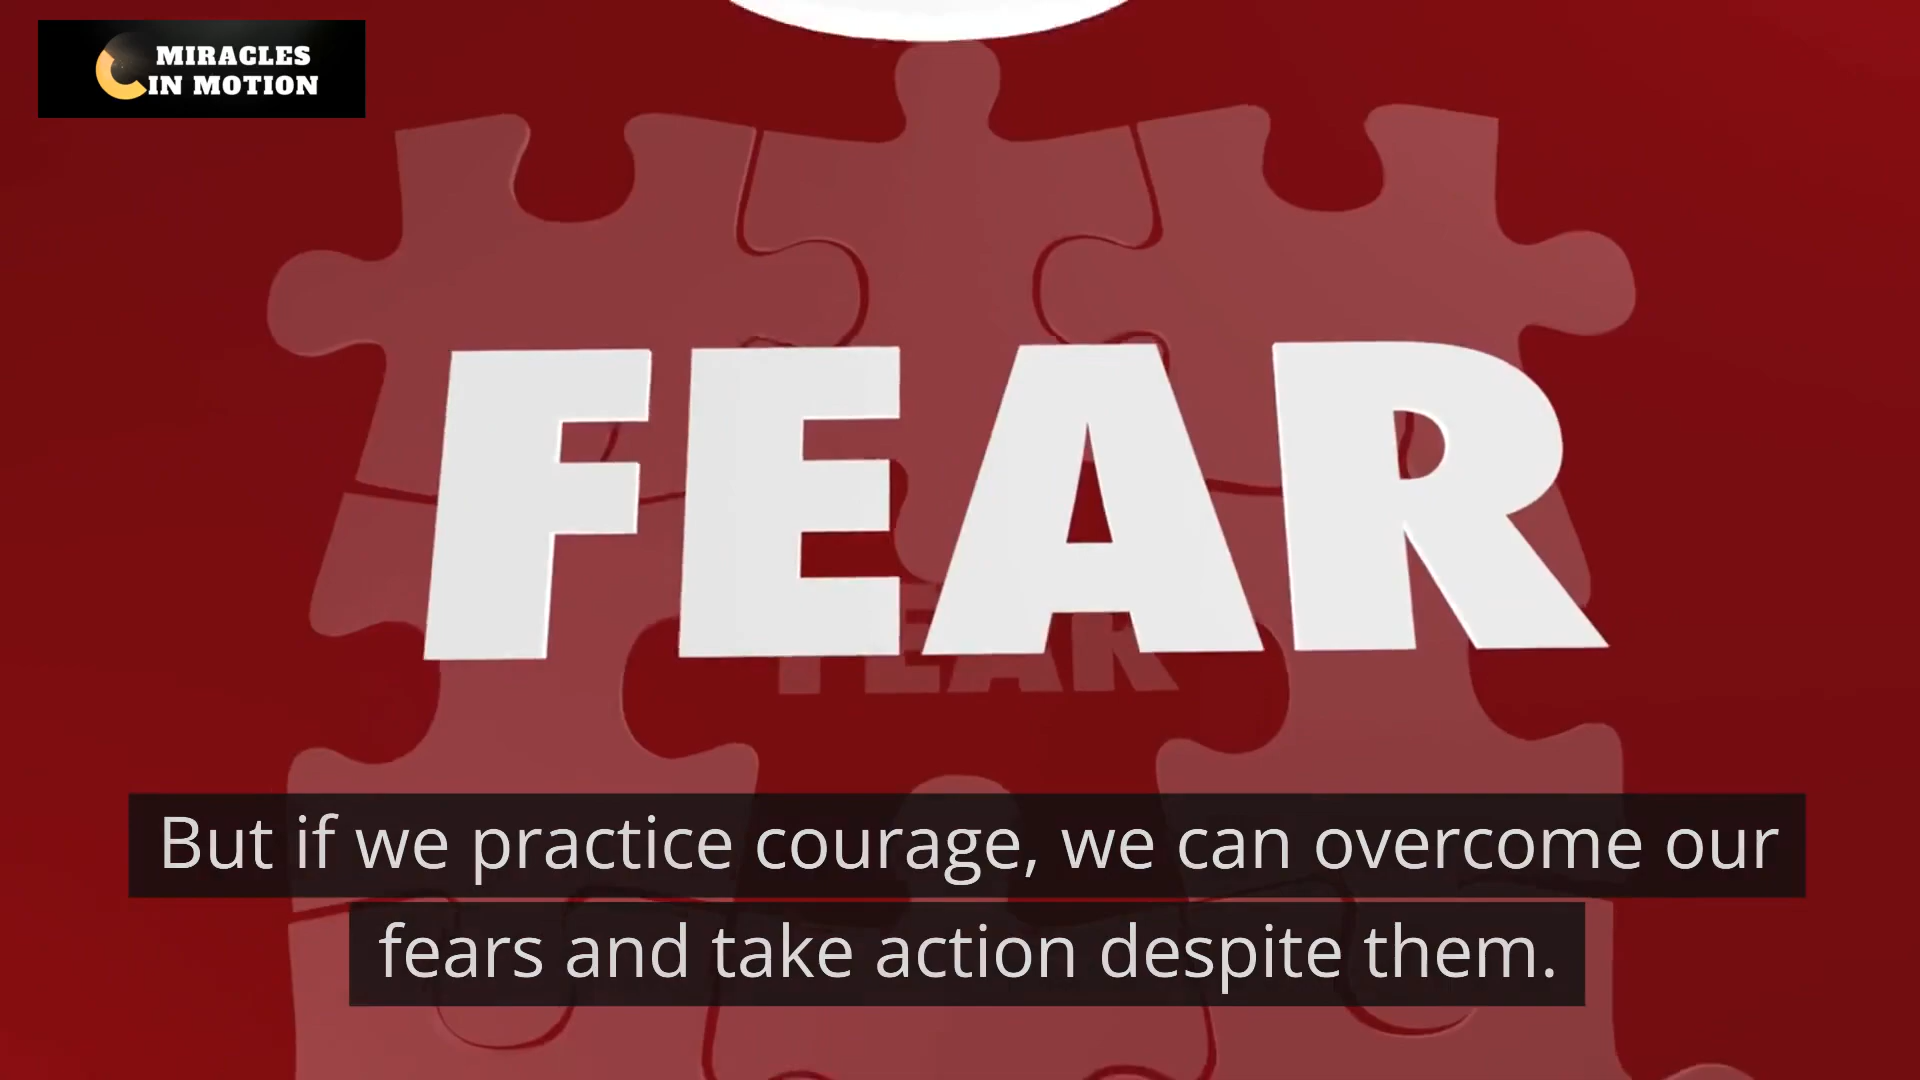 MIRACLES
IN MOTION
FEAR
FEAR
But if we practice courage, we can overcome our
fears and take action despite them.